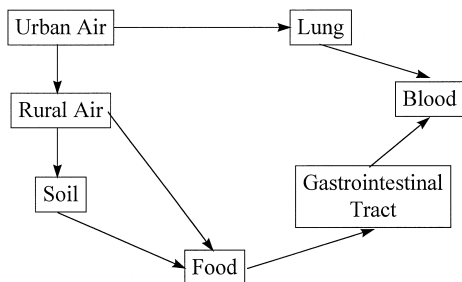 Urban Air
Lung
Blood
Rural Air
Soil
Gastrointestinal
Tract
Food